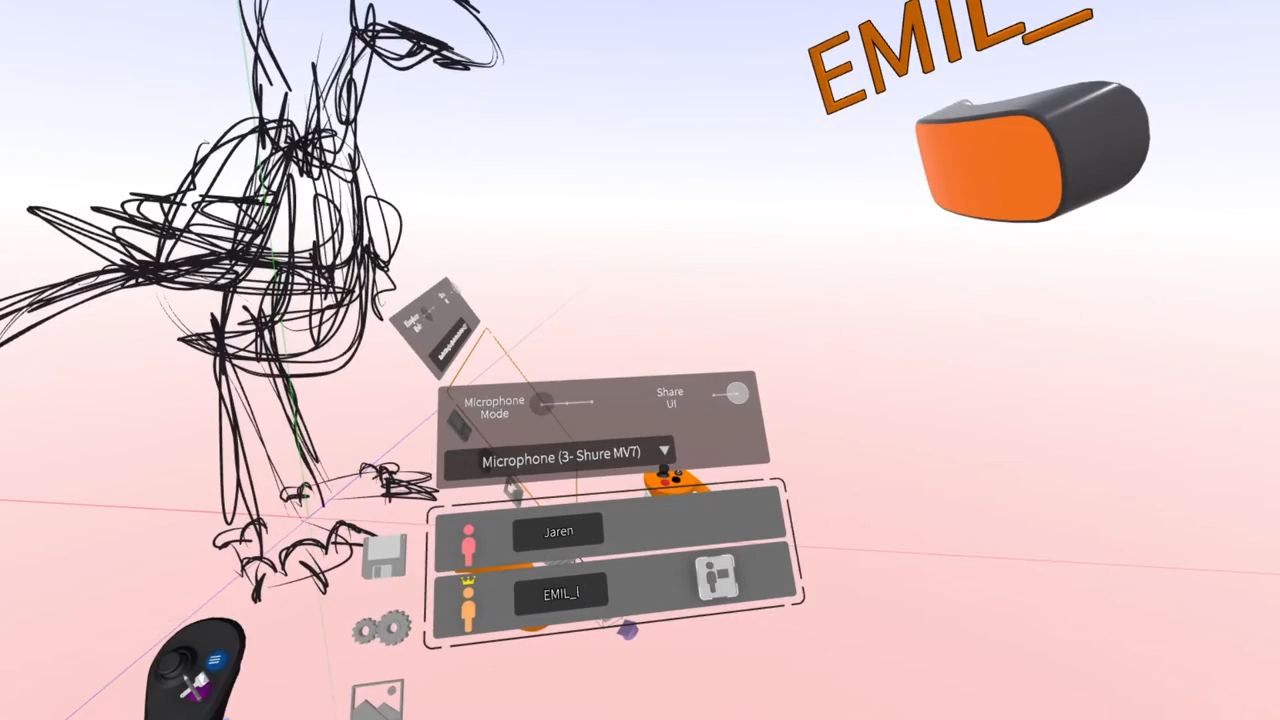 EMIL_
Microphone
Mode
Share
UI
Microphone (3- Shure MV7)
Jaren
EMIL_l